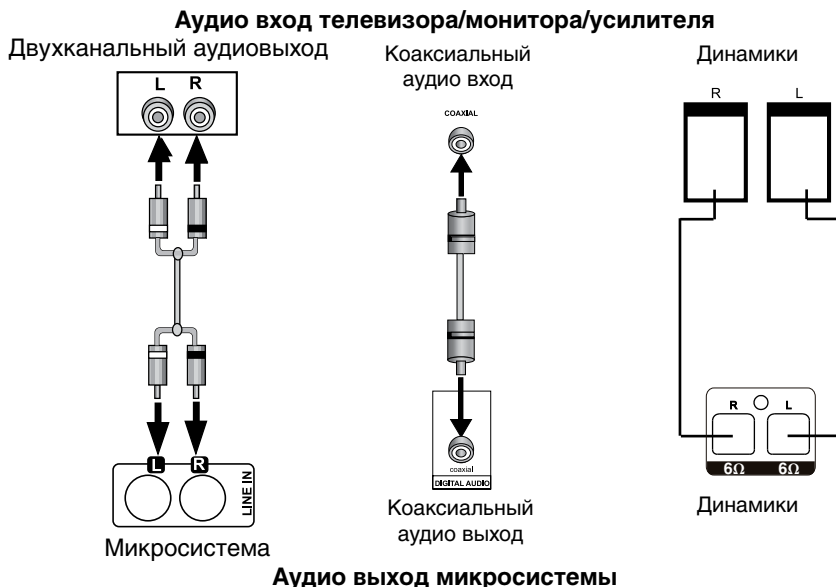 Аудио вход телевизора/монитора/усилителя
Двухканальный аудиовыход
L R
Коаксиальный
аудио вход
COAXIAL
Динамики
R L
L R
LINE IN
Микросистема
coaxial
DIGITAL AUDIO
Коаксиальный
аудио выход
R L
6Ω 6Ω
Динамики
Аудио выход микросистемы